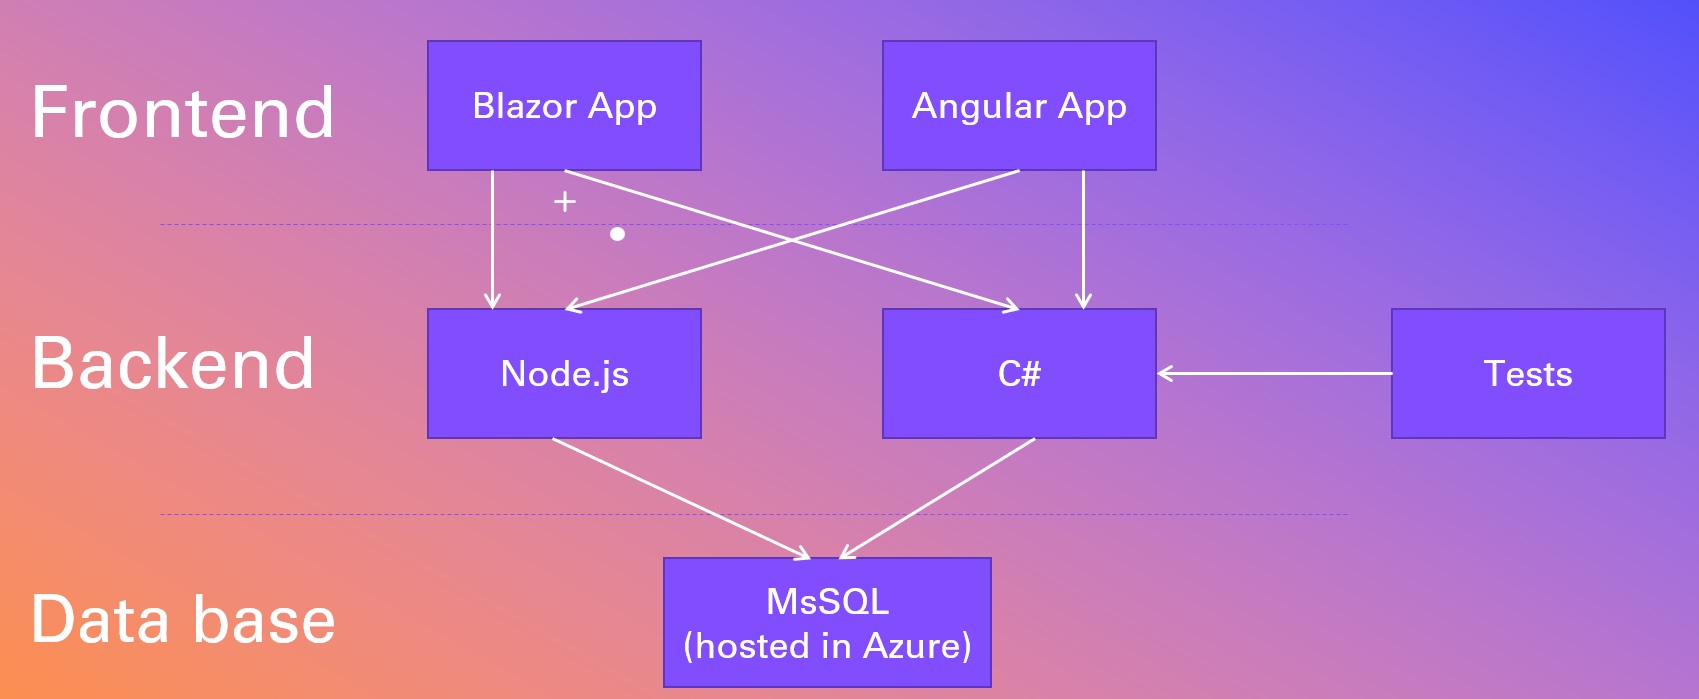 Frontend
Blazor App
Angular App
Backend
Node.js
C#
Tests
Data base
MsSQL
(hosted in Azure)